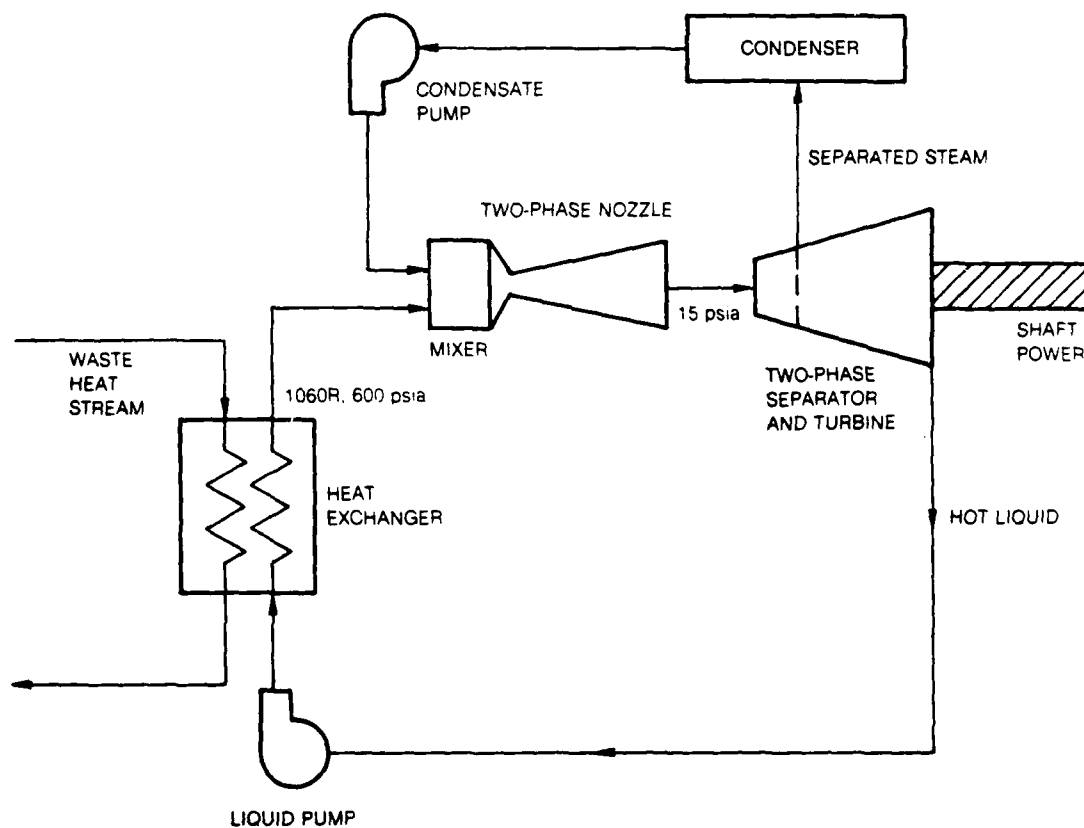 CONDENSER
CONDENSATE
PUMP
SEPARATED STEAM
TWO-PHASE NOZZLE
15 psia
MIXER
SHAFT
POWER
WASTE
HEAT
STREAM
1060R, 600 psia
TWO-PHASE
SEPARATOR
AND TURBINE
HEAT
EXCHANGER
HOT LIQUID
LIQUID PUMP